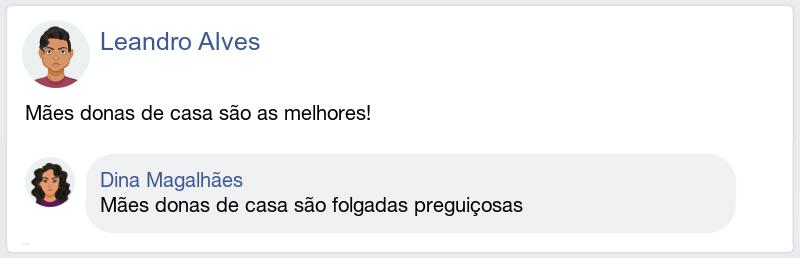 Leandro Alves
Mães donas de casa são as melhores!
Dina Magalhães
Mães donas de casa são folgadas preguiçosas